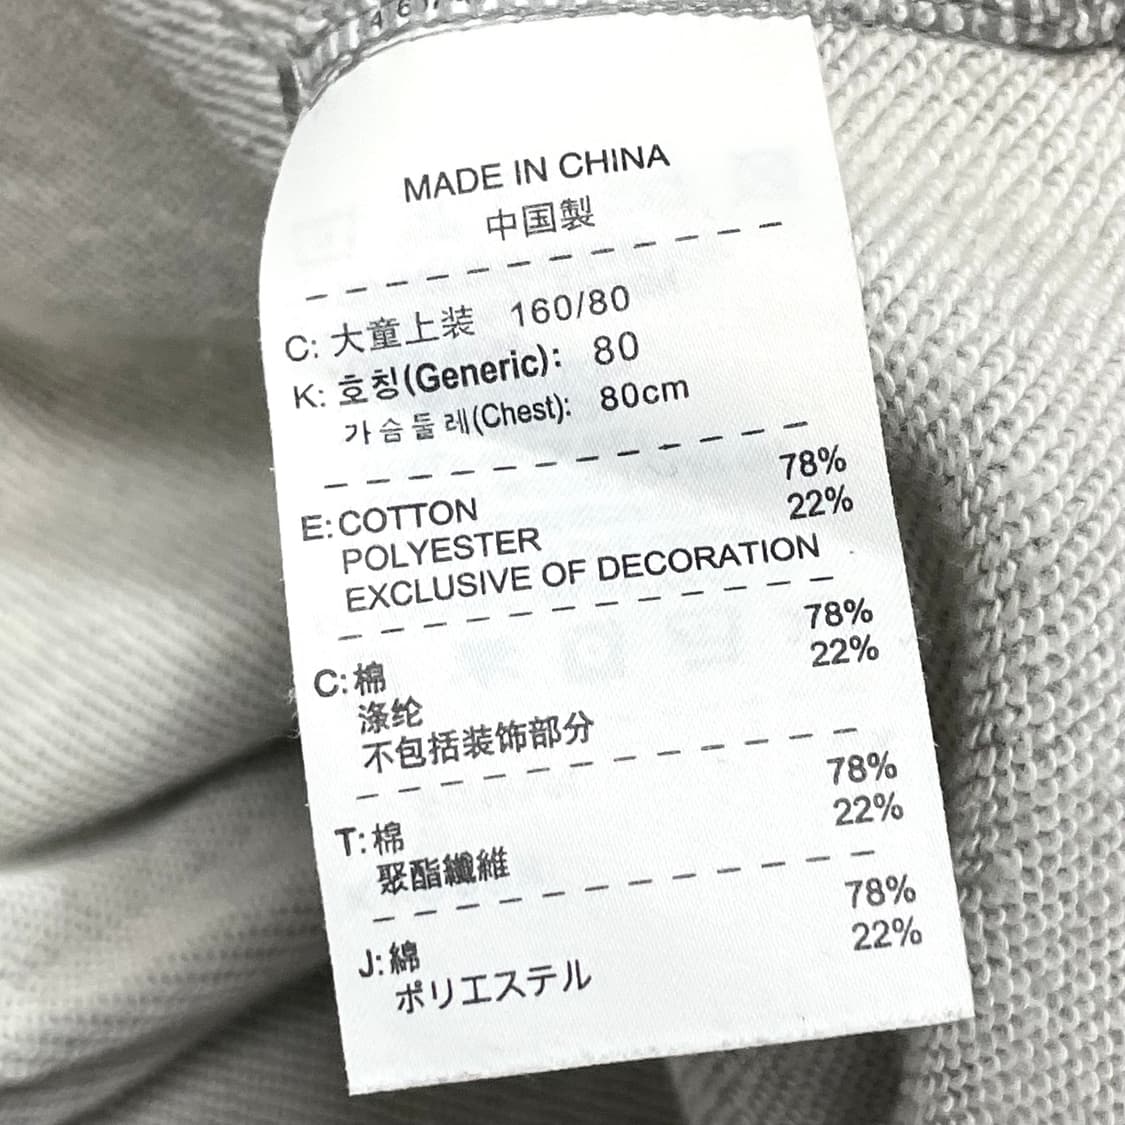 MADE IN CHINA
中国製
C: 大童上装 160/80
K: 호칭(Generic): 80
가슴둘레(Chest): 80cm
E: COTTON 78%
POLYESTER 22%
EXCLUSIVE OF DECORATION
C: 棉 78%
涤纶 22%
不包括装饰部分
T: 棉 78%
聚酯纖維 22%
J: 綿 78%
ポリエステル 22%